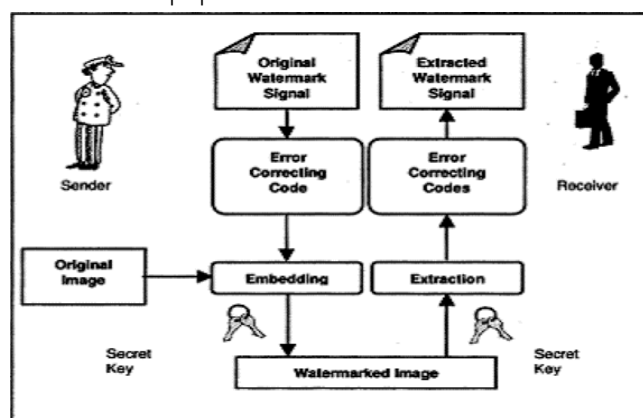 Original
Watermark
Signal
Extracted
Watermark
Signal
Sender
Error
Correcting
Code
Error
Correcting
Codes
Receiver
Original
Image
Embedding
Extraction
Secret
Key
Watermarked Image
Secret
Key